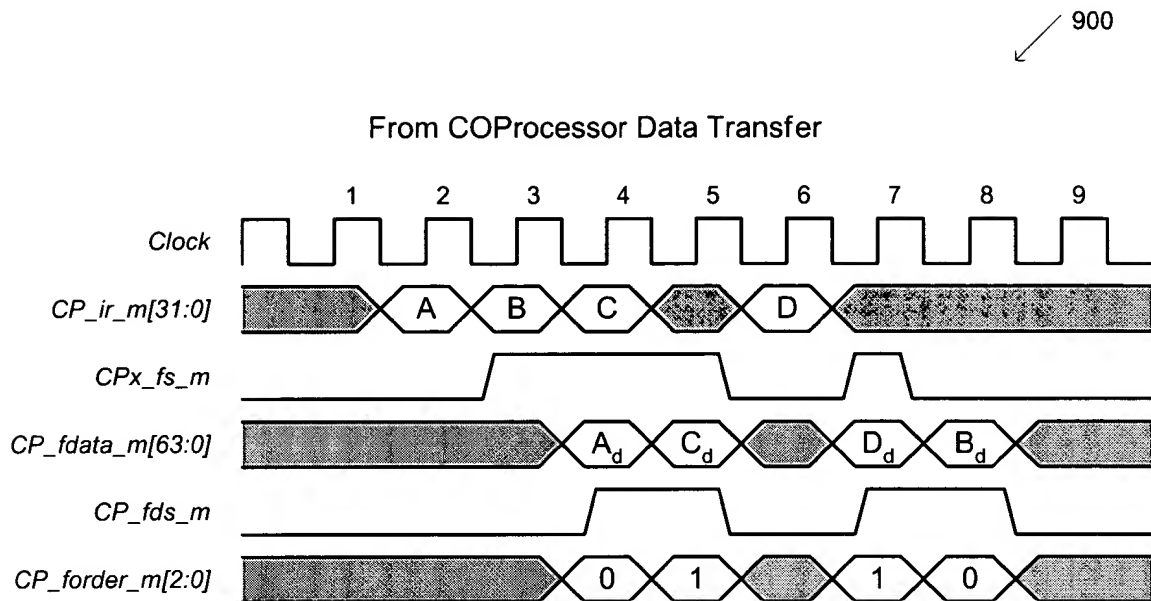 900
From COProcessor Data Transfer
1 2 3 4 5 6 7 8 9
Clock
CP_ir_m[31:0] A B C D
CPx_fs_m
CP_fdata_m[63:0] Ad Cd Dd Bd
CP_fds_m
CP_forder_m[2:0] 0 1 1 0